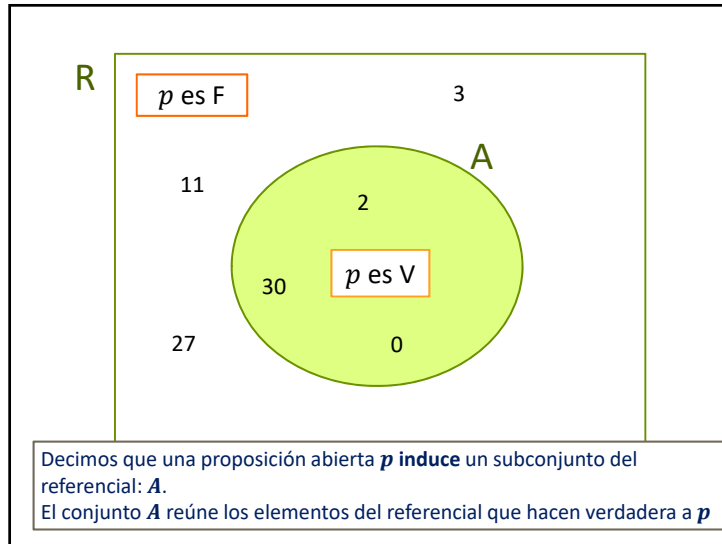 R
p es F
3
A
11
2
p es V
30
27
0
Decimos que una proposición abierta p induce un subconjunto del
referencial: A.
El conjunto A reúne los elementos del referencial que hacen verdadera a p